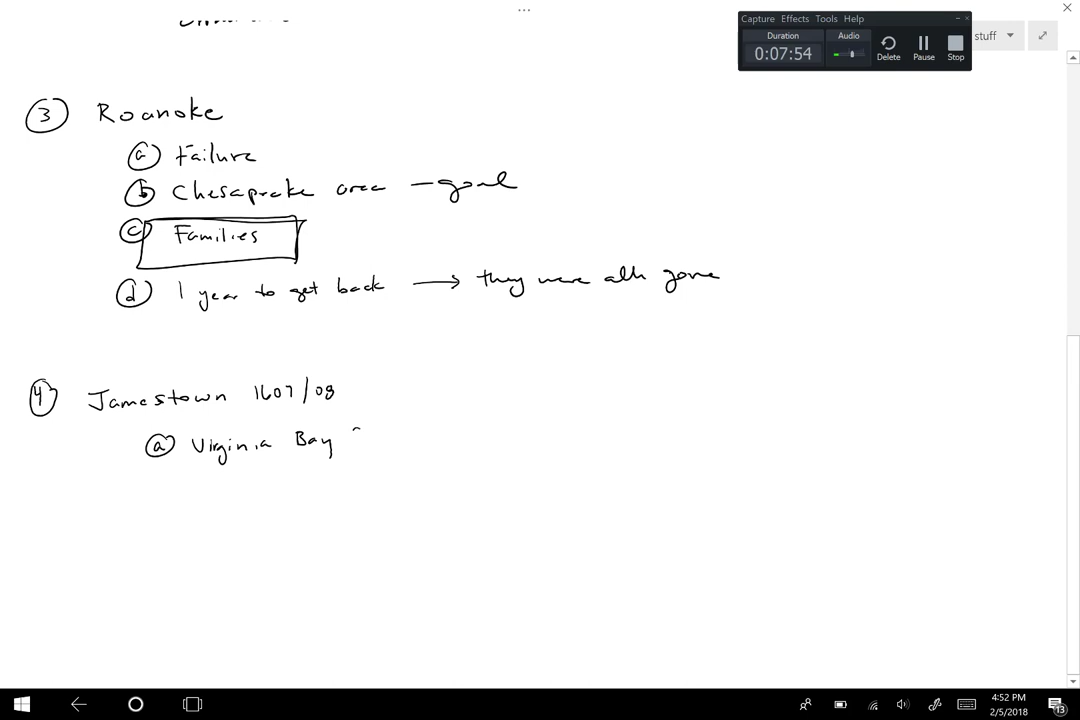 Capture Effects Tools Help
Duration Audio
0:07:54 Delete Pause Stop
stuff
3 Roanoke
a Failure
b Chesapeake area - goal
c Families
d 1 year to get back → they were all gone
4 Jamestown 1607/08
a Virginia Bay
4:52 PM
2/5/2018
13